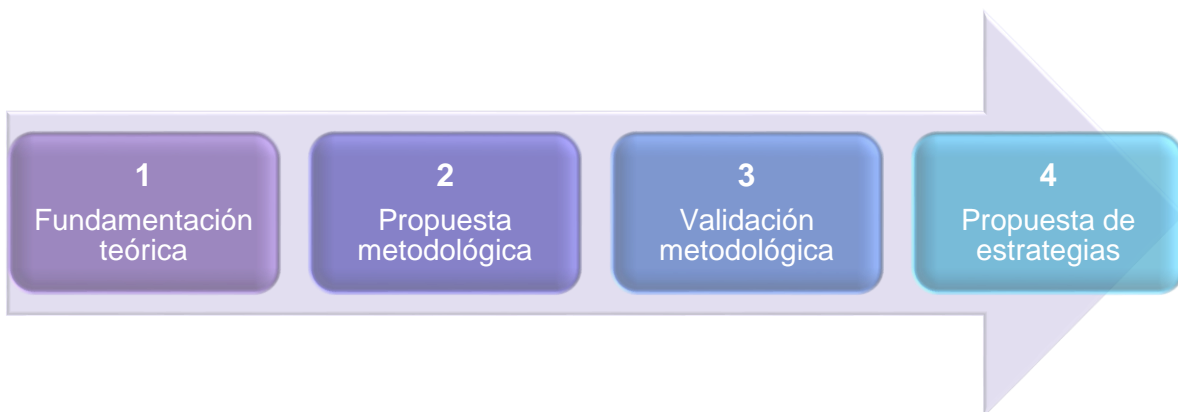 1
Fundamentación
teórica
2
Propuesta
metodológica
3
Validación
metodológica
4
Propuesta de
estrategias